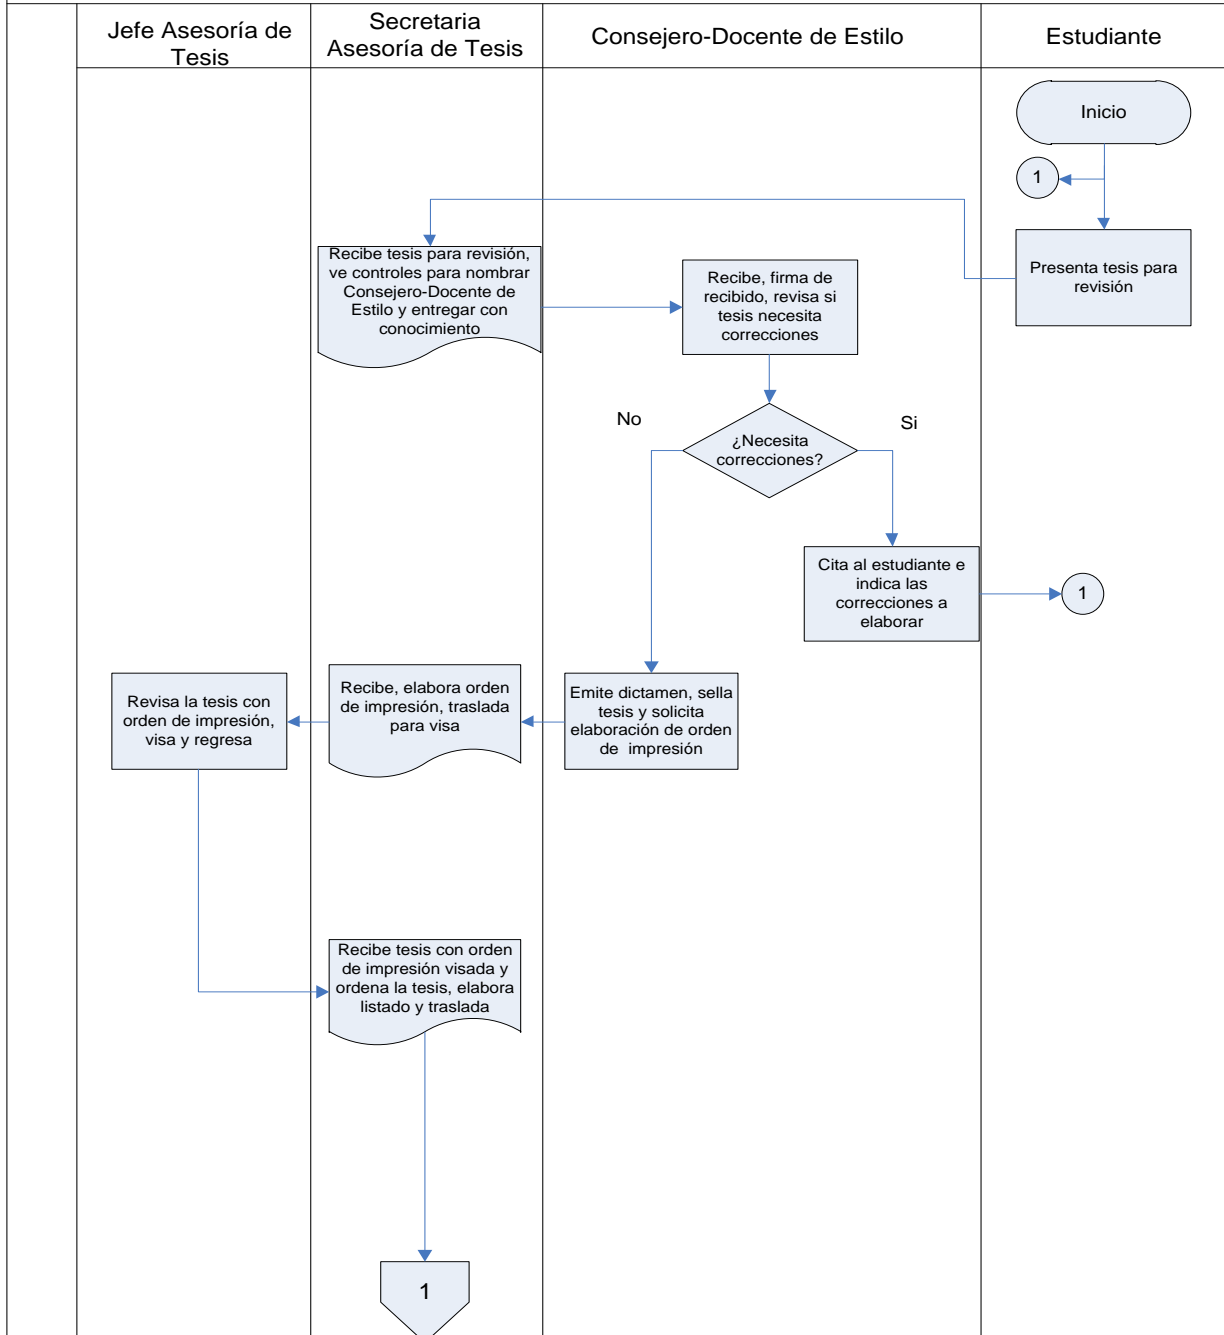 Jefe Asesoría de
Tesis
Secretaria
Asesoría de Tesis
Consejero-Docente de Estilo
Estudiante
Inicio
1
Presenta tesis para
revisión
Recibe tesis para revisión,
ve controles para nombrar
Consejero-Docente de
Estilo y entregar con
conocimiento
Recibe, firma de
recibido, revisa si
tesis necesita
correcciones
¿Necesita
correcciones?
No
Si
Cita al estudiante e
indica las
correcciones a
elaborar
1
Emite dictamen, sella
tesis y solicita
elaboración de orden
de impresión
Recibe, elabora orden
de impresión, traslada
para visa
Revisa la tesis con
orden de impresión,
visa y regresa
Recibe tesis con orden
de impresión visada y
ordena la tesis, elabora
listado y traslada
1